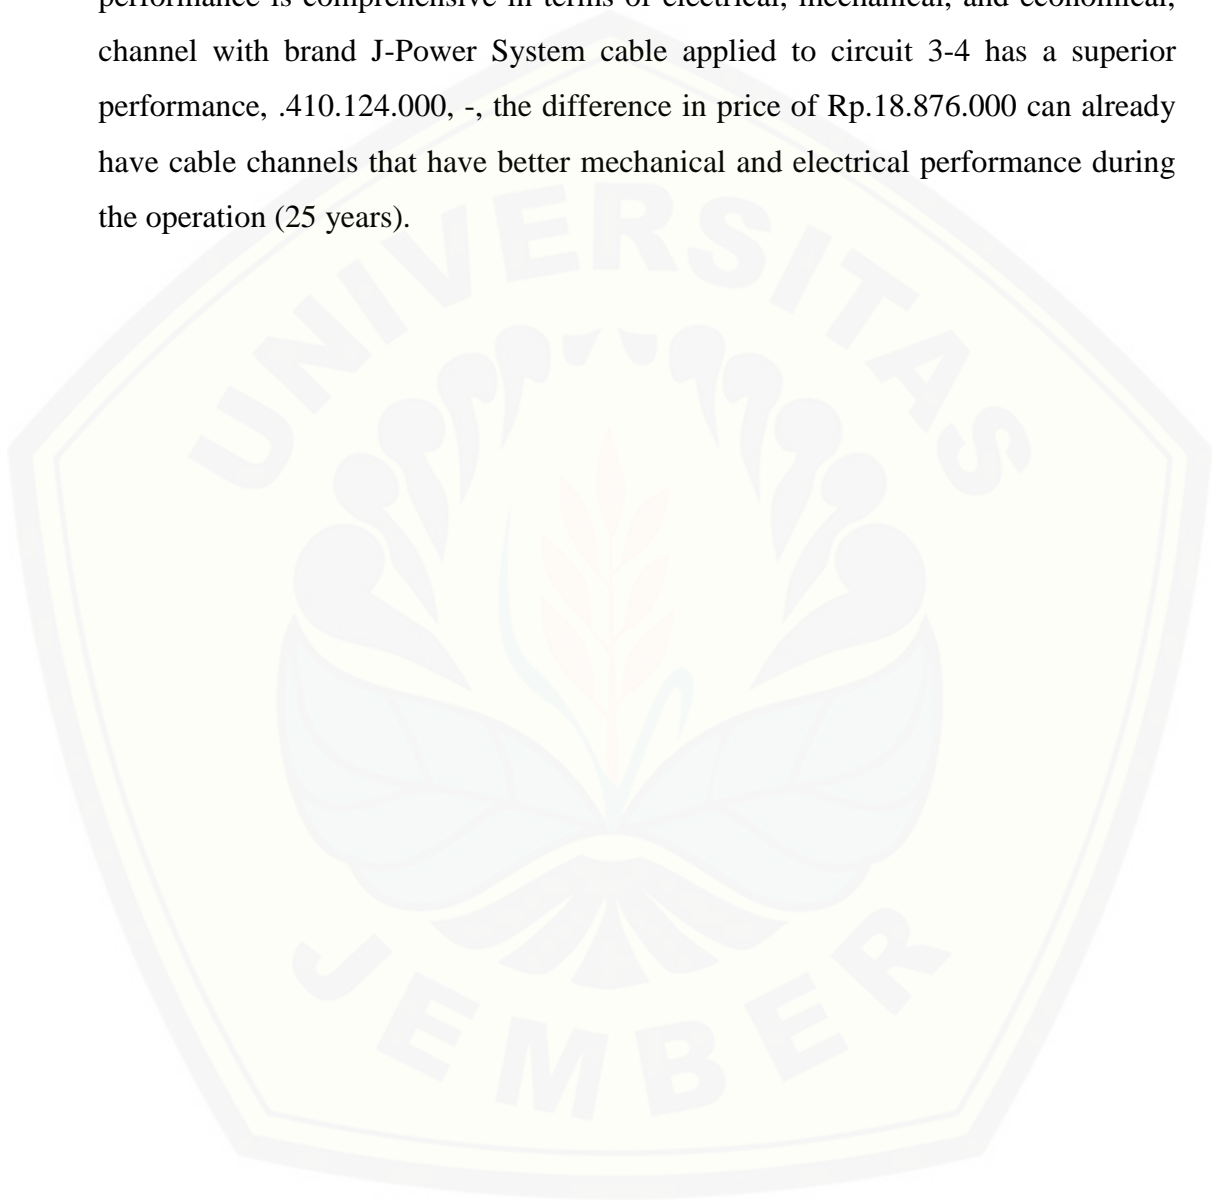 performance is comprehensive in terms of electrical, mechanical, and economical,
channel with brand J-Power System cable applied to circuit 3-4 has a superior
performance, .410.124.000, -, the difference in price of Rp.18.876.000 can already
have cable channels that have better mechanical and electrical performance during
the operation (25 years).
UNIVERSITAS
JEMBER